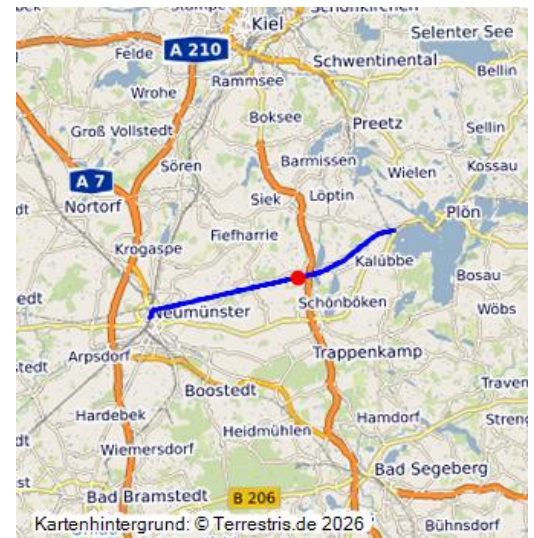 Kiel
Selenter See
Felde
A 210
Schwentinental
Bellin
Rammsee
Wrohe
Boksee
Preetz
Groß Vollstedt
Sellin
Barmissen
Sören
Wielen
Kossau
A 7
Siek
Löptin
Nortorf
Plön
Fiefharrie
Krogaspe
Kalübbe
Bosau
Schönböken
Neumünster
Wöbs
Arpsdorf
Trappenkamp
Boostedt
Hardebek
Hamdorf
Heidmühlen
Wiemersdorf
Bad Segeberg
Bad Bramstedt
B 206
Kartenhintergrund: © Terrestris.de 2026
Bühnsdorf